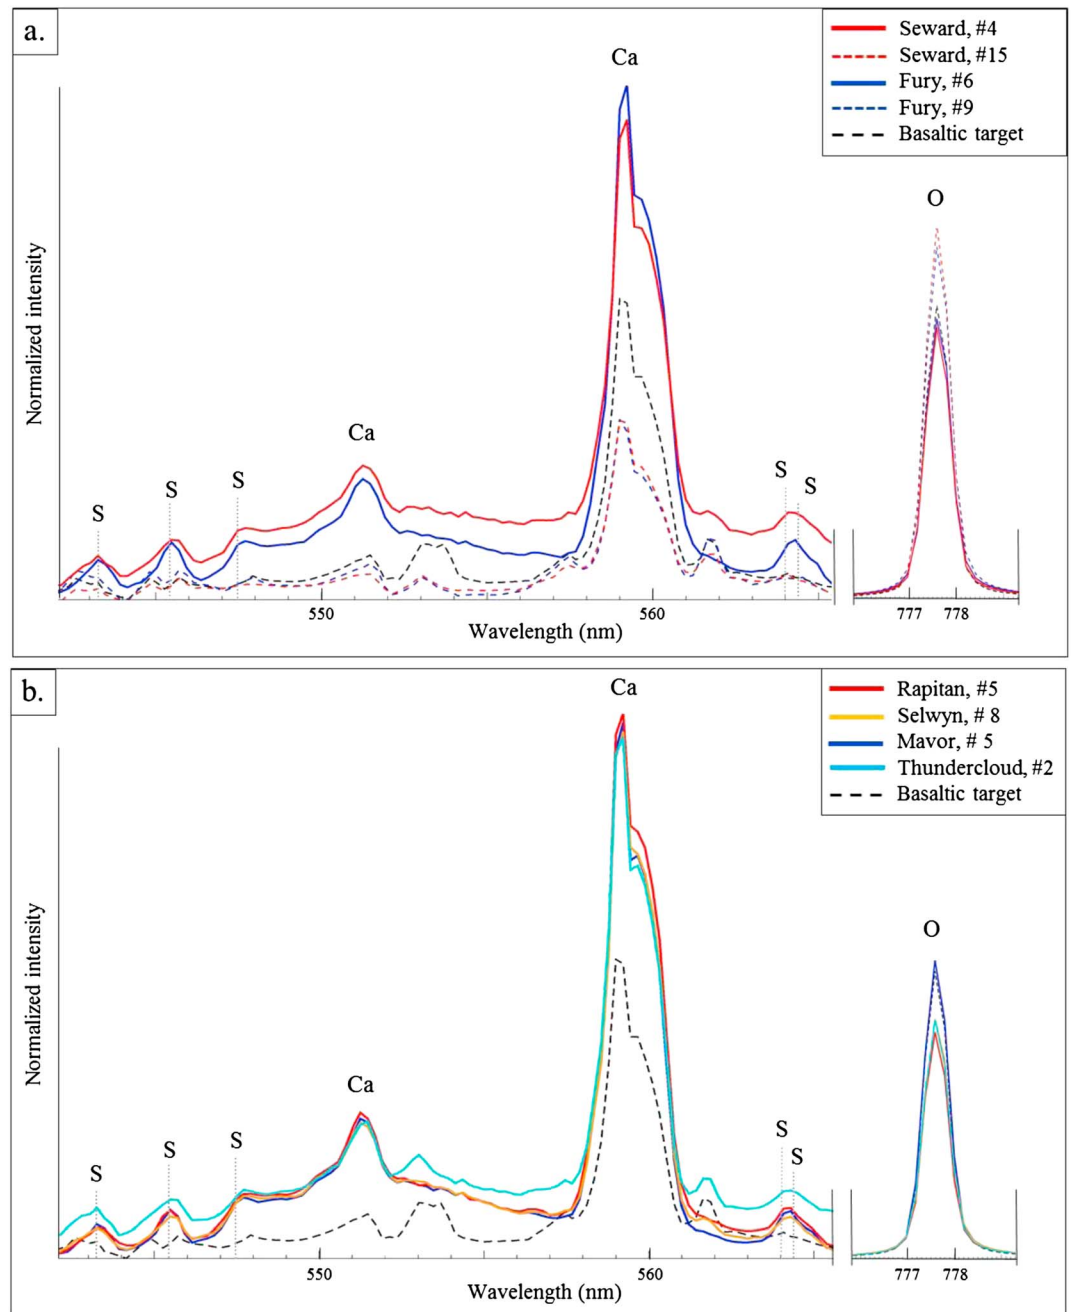 a.
Seward, #4
Seward, #15
Fury, #6
Fury, #9
Basaltic target
Ca
O
Ca
S
S
S
S
S
Normalized intensity
550
560
777
778
Wavelength (nm)
b.
Rapitan, #5
Selwyn, # 8
Mavor, # 5
Thundercloud, #2
Basaltic target
Ca
O
Ca
S
S
S
S
S
Normalized intensity
550
560
777
778
Wavelength (nm)